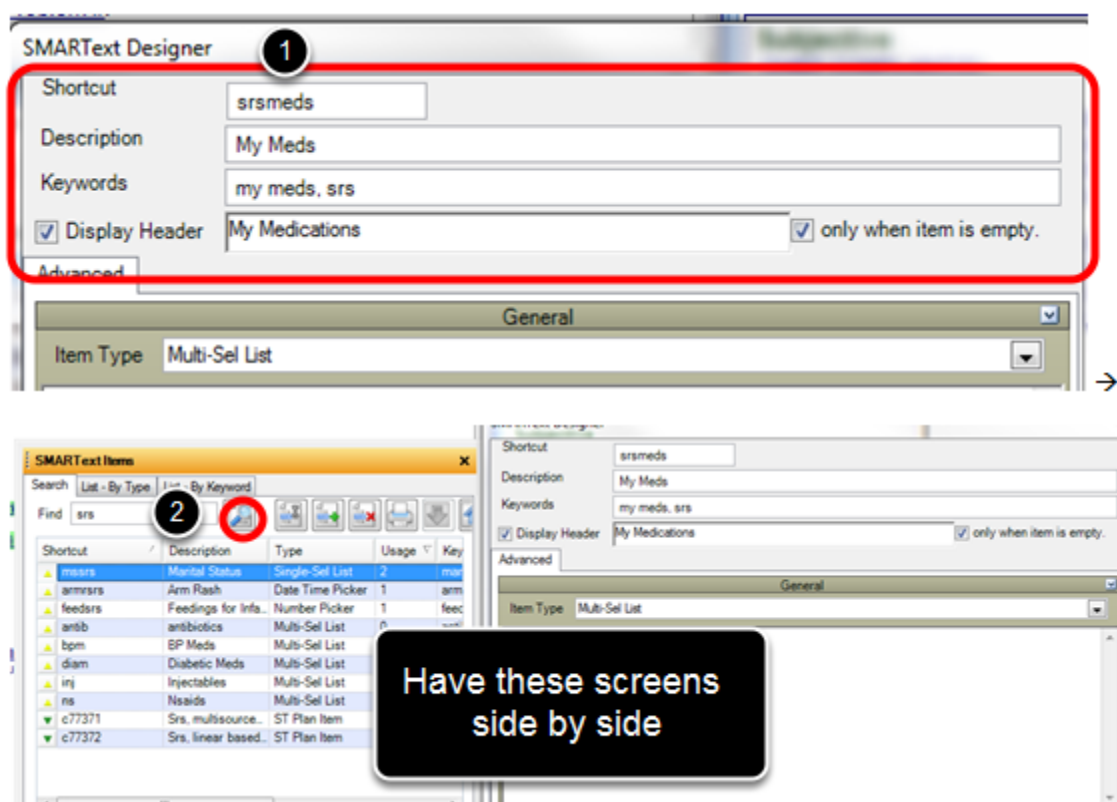 SMARText Designer
1
Shortcut srsmeds
Description My Meds
Keywords my meds, srs
Display Header My Medications only when item is empty.
Advanced
General
Item Type Multi-Sel List
→
SMARText Items
Search List - By Type List - By Keyword
Find srs
2
Shortcut Description Type Usage Key
mssrs Marital Status Single-Sel List 2 mar
armrsrs Arm Rash Date Time Picker 1 arm
feedsrs Feedings for Infa.. Number Picker 1 feec
antib antibiotics Multi-Sel List 0
bpm BP Meds Multi-Sel List
diam Diabetic Meds Multi-Sel List
inj Injectables Multi-Sel List
ns Nsaids Multi-Sel List
c77371 Srs, multisource.. ST Plan Item
c77372 Srs, linear based.. ST Plan Item
Shortcut srsmeds
Description My Meds
Keywords my meds, srs
Display Header My Medications only when item is empty.
Advanced
General
Item Type Multi-Sel List
Have these screens
side by side